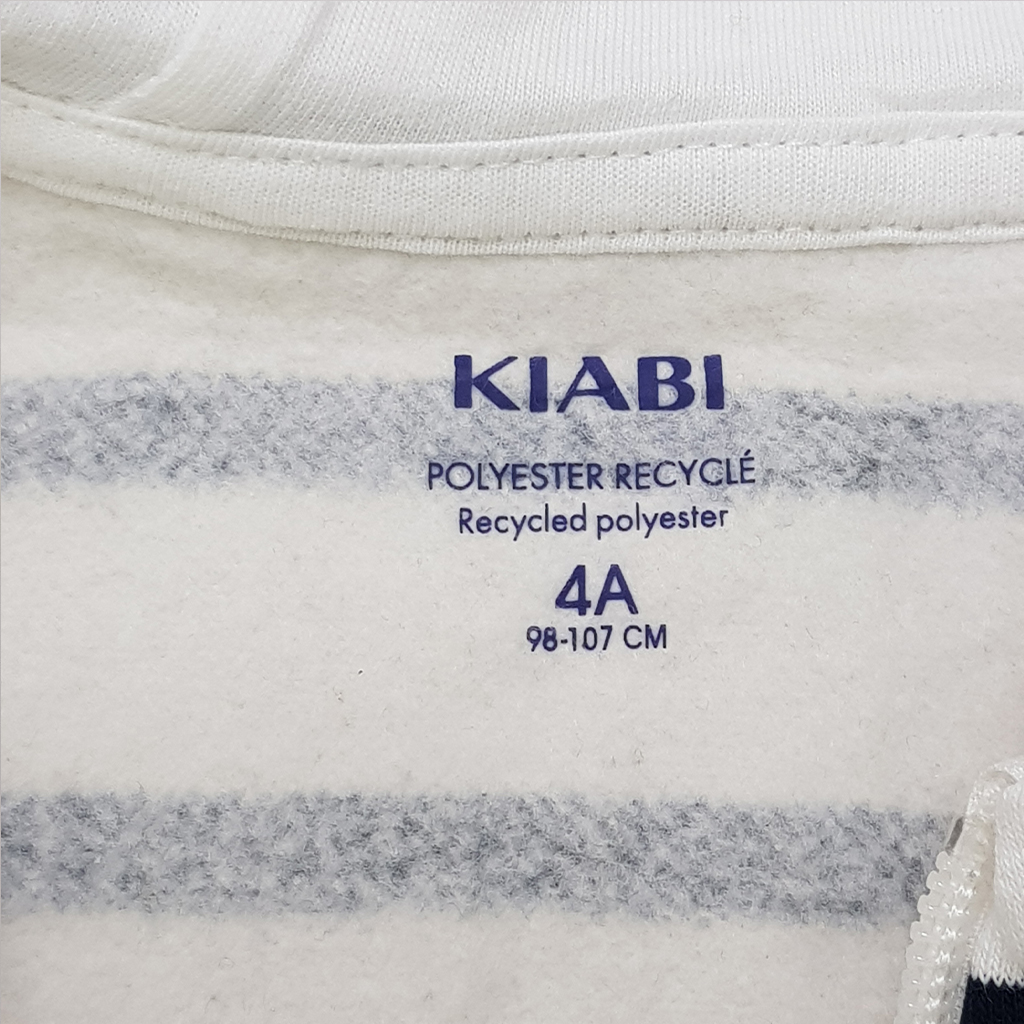 KIABI
POLYESTER RECYCLÉ
Recycled polyester
4A
98-107 CM